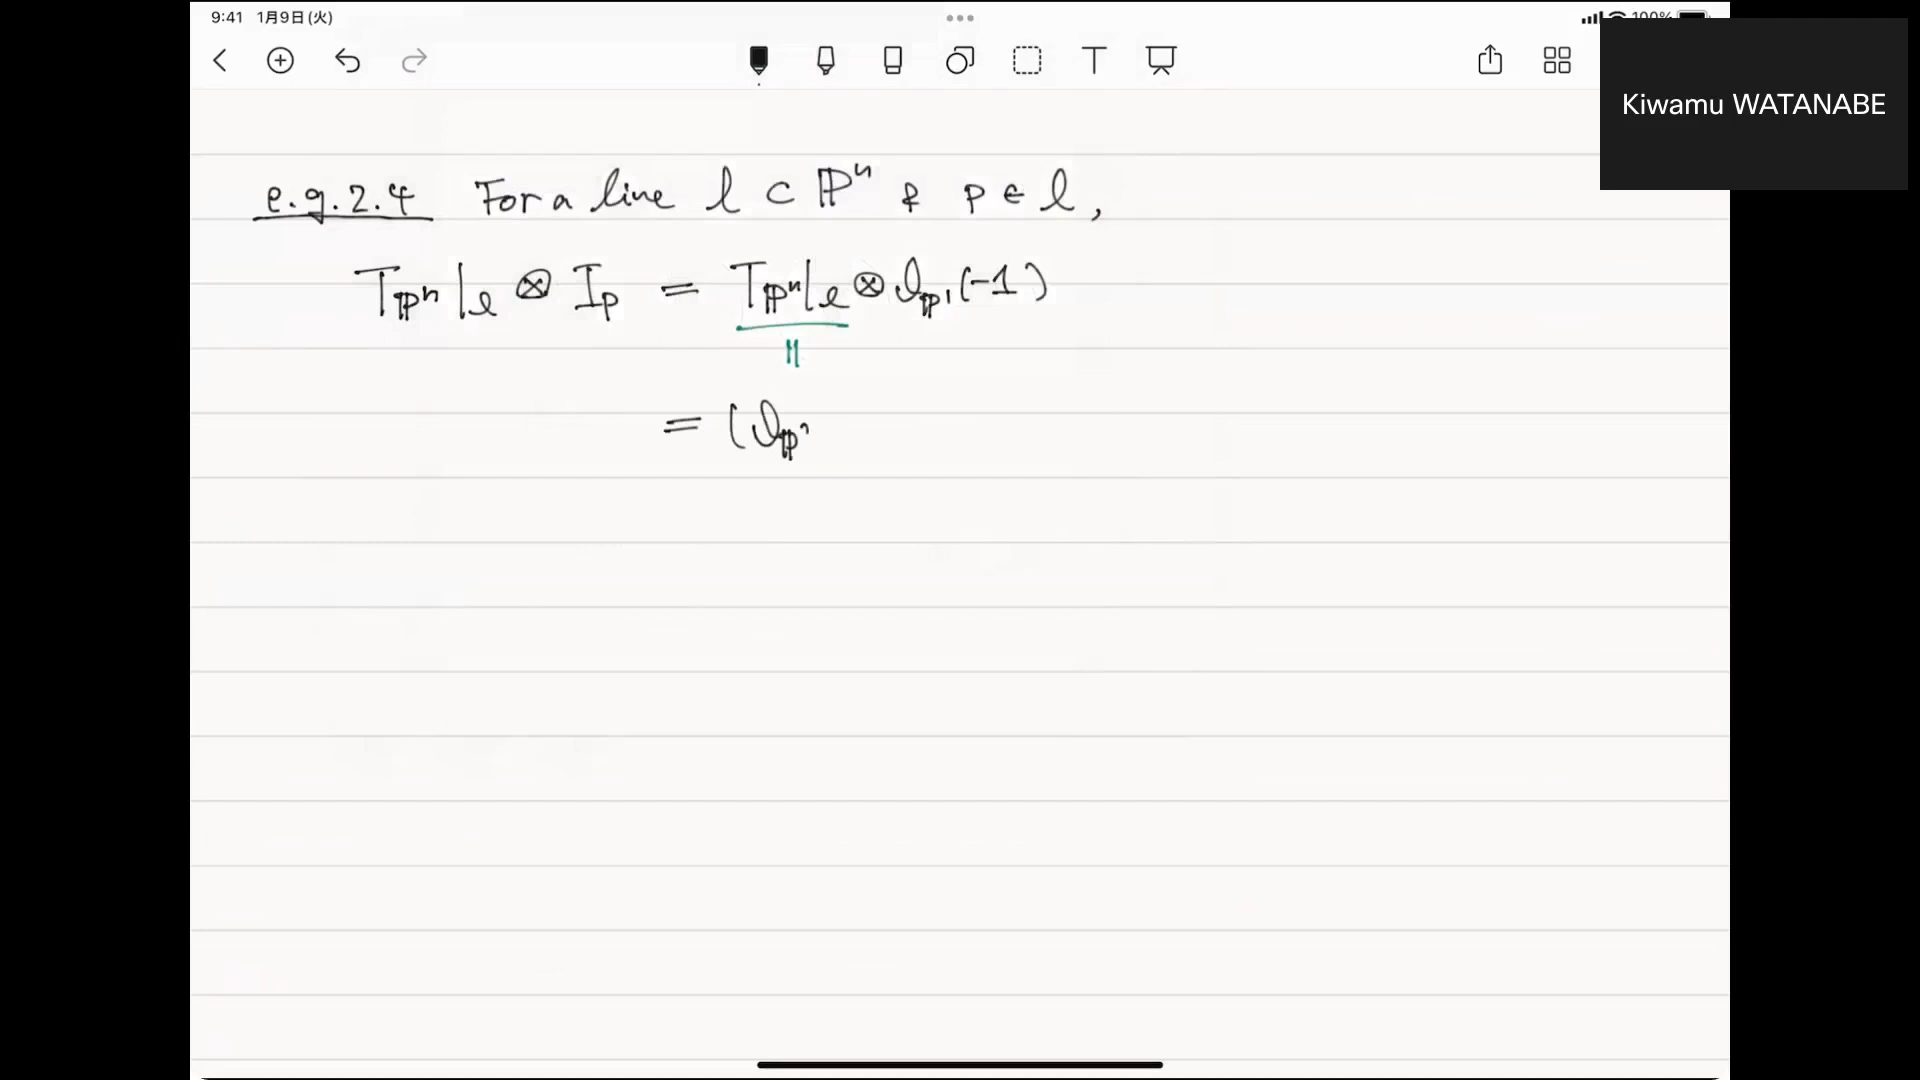 9:41 1月9日(火)
100%
Kiwamu WATANABE
e.g. 2.4 For a line l ⊂ ℙⁿ & p ∈ l,
T_ℙⁿ|_l ⊗ I_p = T_ℙⁿ|_l ⊗ O_ℙ¹(-1)
||
= (O_ℙ¹